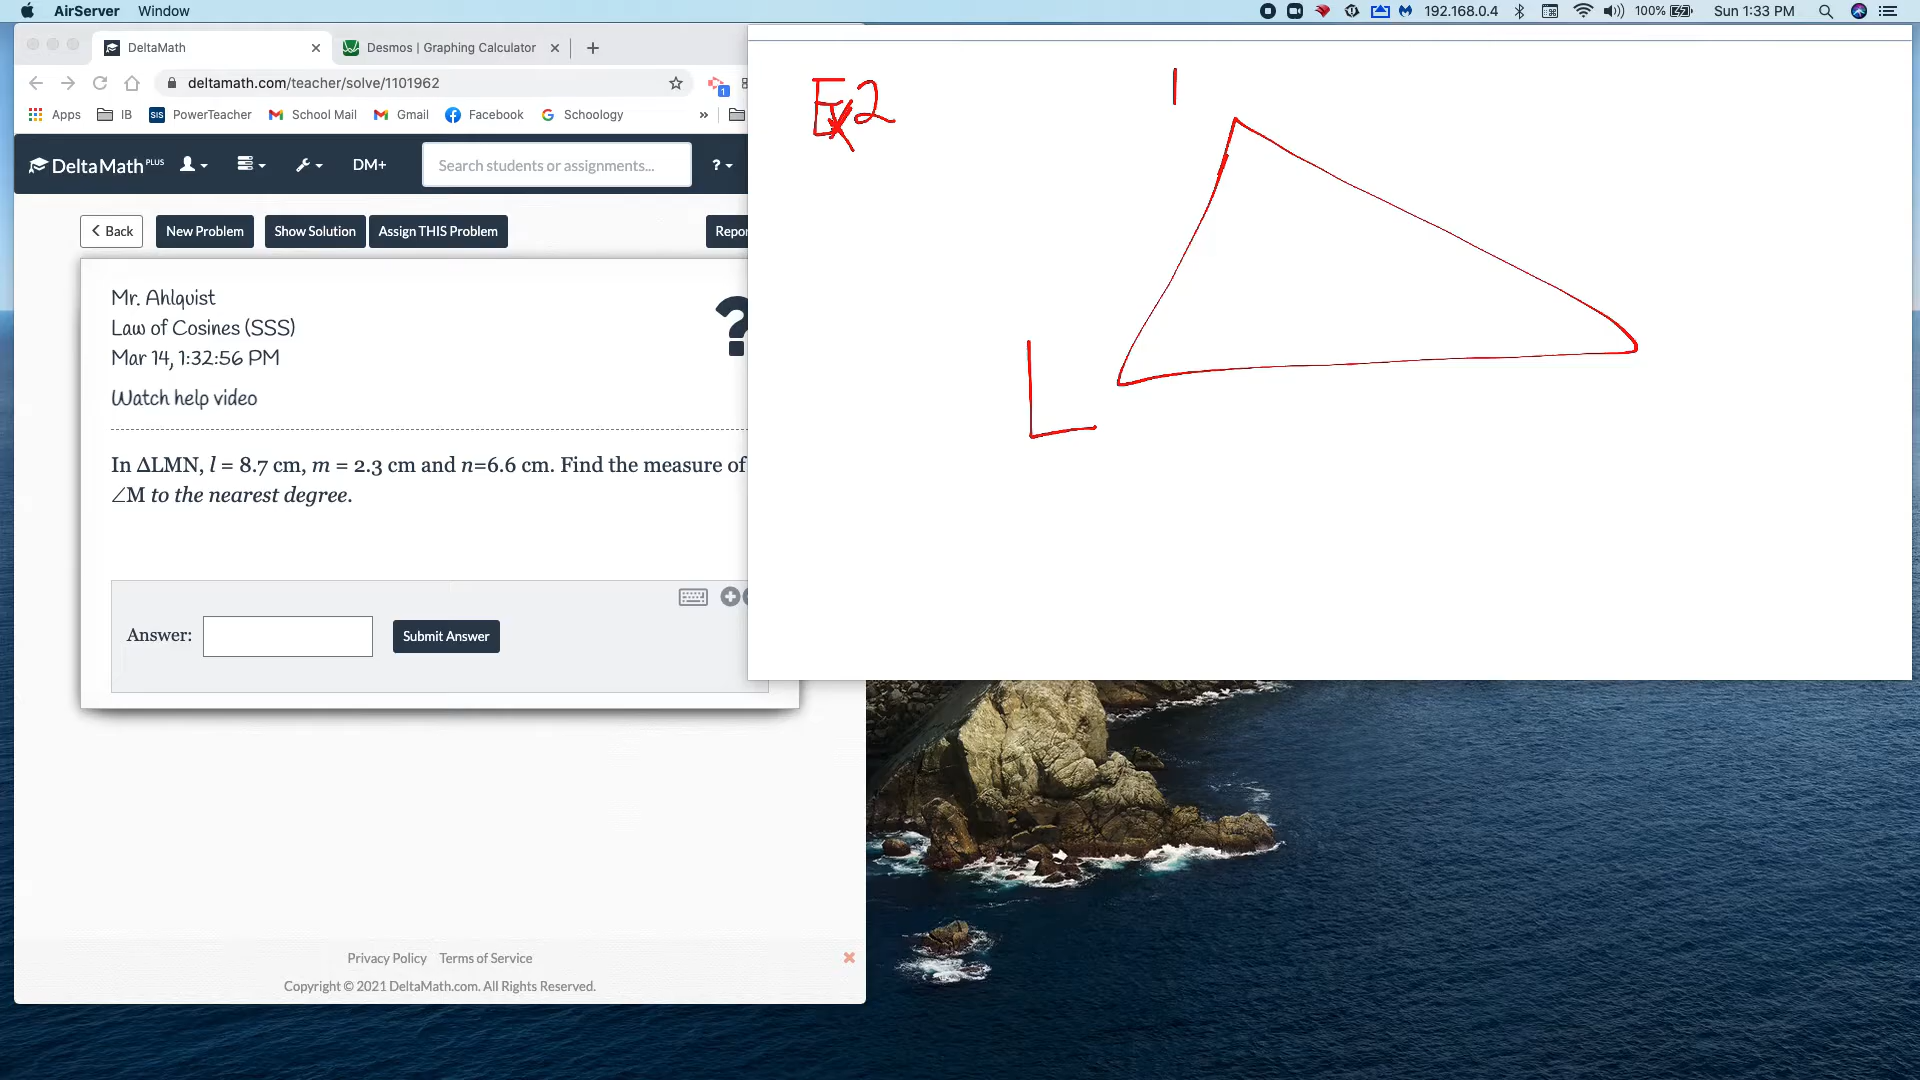 AirServer Window 192.168.0.4 100% Sun 1:33 PM
DeltaMath Desmos | Graphing Calculator
deltamath.com/teacher/solve/1101962 1
Apps IB SIS PowerTeacher School Mail Gmail Facebook Schoology »
DeltaMath PLUS DM+ Search students or assignments... ?
Back New Problem Show Solution Assign THIS Problem Repor
Mr. Ahlquist
Law of Cosines (SSS)
Mar 14, 1:32:56 PM
Watch help video
?
In ΔLMN, l = 8.7 cm, m = 2.3 cm and n=6.6 cm. Find the measure of
∠M to the nearest degree.
Answer: Submit Answer
Privacy Policy Terms of Service
Copyright © 2021 DeltaMath.com. All Rights Reserved.
Ex2
L